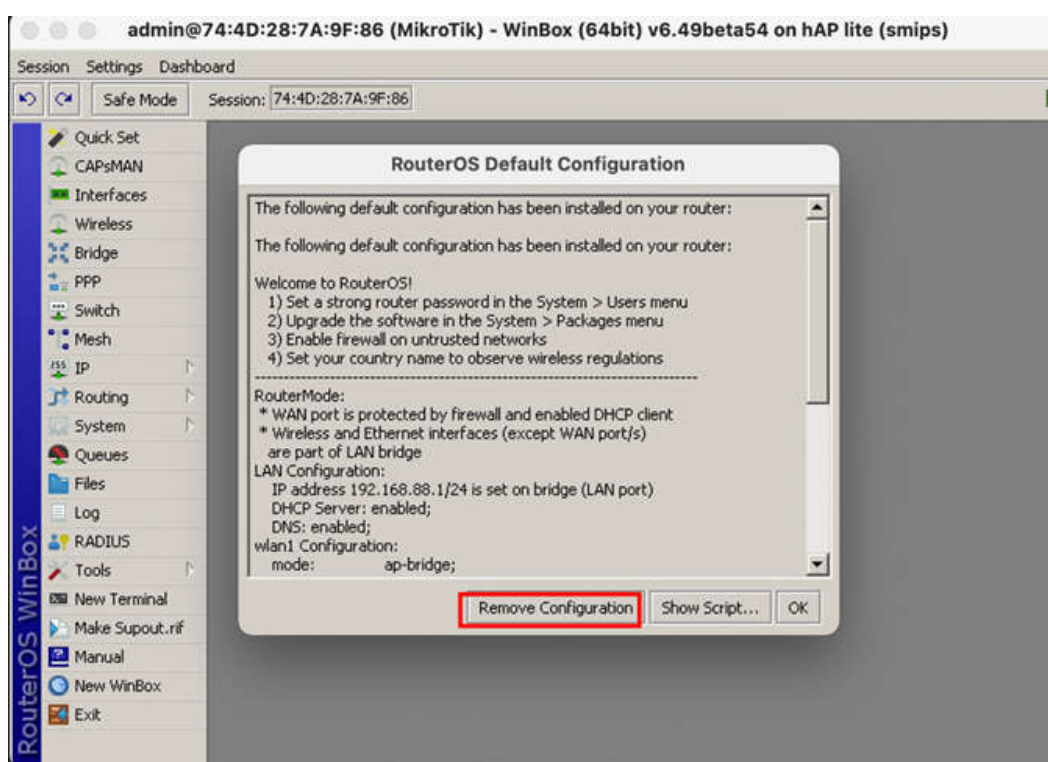 admin@74:4D:28:7A:9F:86 (MikroTik) - WinBox (64bit) v6.49beta54 on hAP lite (smips)
Session Settings Dashboard
Safe Mode Session: 74:4D:28:7A:9F:86
Quick Set
CAPsMAN
Interfaces
Wireless
Bridge
PPP
Switch
Mesh
IP
Routing
System
Queues
Files
Log
RADIUS
Tools
New Terminal
Make Supout.rif
Manual
New WinBox
Exit
RouterOS WinBox
RouterOS Default Configuration
The following default configuration has been installed on your router:
The following default configuration has been installed on your router:
Welcome to RouterOS!
1) Set a strong router password in the System > Users menu
2) Upgrade the software in the System > Packages menu
3) Enable firewall on untrusted networks
4) Set your country name to observe wireless regulations
-----------------------------------------------------------------------------
RouterMode:
* WAN port is protected by firewall and enabled DHCP client
* Wireless and Ethernet interfaces (except WAN port/s)
are part of LAN bridge
LAN Configuration:
IP address 192.168.88.1/24 is set on bridge (LAN port)
DHCP Server: enabled;
DNS: enabled;
wlan1 Configuration:
mode: ap-bridge;
Remove Configuration Show Script... OK